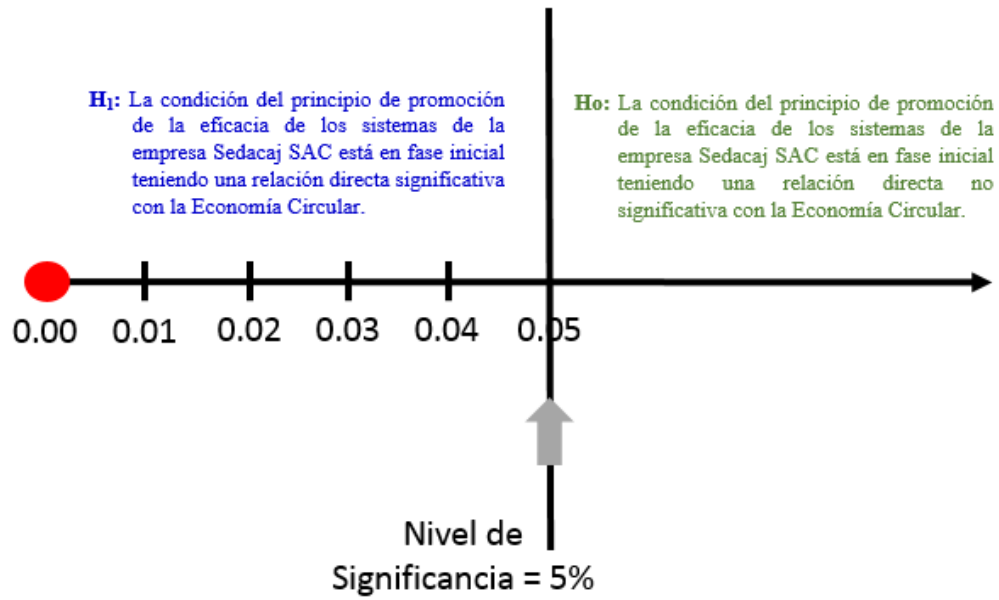 H1: La condición del principio de promoción
de la eficacia de los sistemas de la
empresa Sedacaj SAC está en fase inicial
teniendo una relación directa significativa
con la Economía Circular.
Ho: La condición del principio de promoción
de la eficacia de los sistemas de la
empresa Sedacaj SAC está en fase inicial
teniendo una relación directa no
significativa con la Economía Circular.
0.00 0.01 0.02 0.03 0.04 0.05
Nivel de
Significancia = 5%